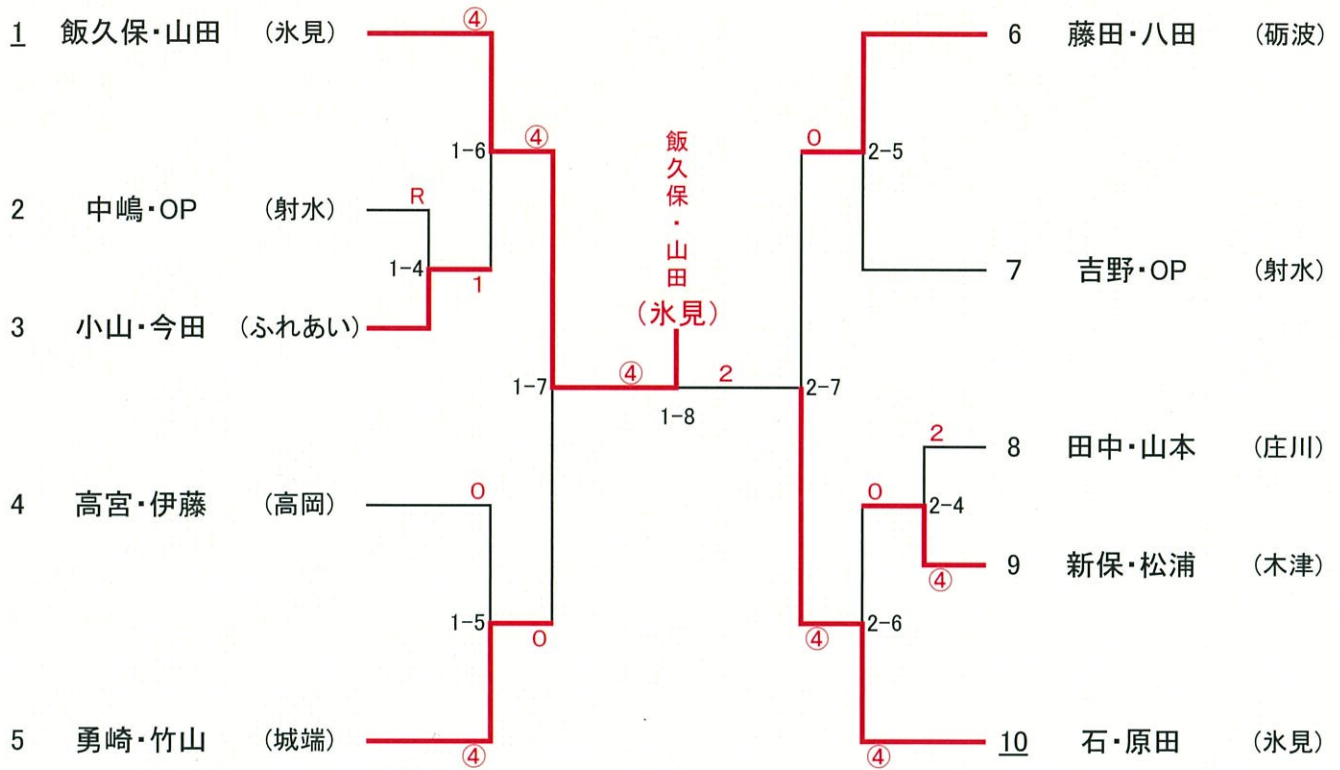 1 飯久保・山田 (氷見) ④
④
1-6
2 中嶋・OP (射水) R
1-4 1
3 小山・今田 (ふれあい)
1-7 ④
4 高宮・伊藤 (高岡) 0
1-5 0
5 勇崎・竹山 (城端) ④
飯久保・山田
(氷見)
1-8
2
6 藤田・八田 (砺波)
0 2-5
7 吉野・OP (射水)
2-7
2 8 田中・山本 (庄川)
0 2-4
④ 9 新保・松浦 (木津)
④ 2-6
④ 10 石・原田 (氷見)